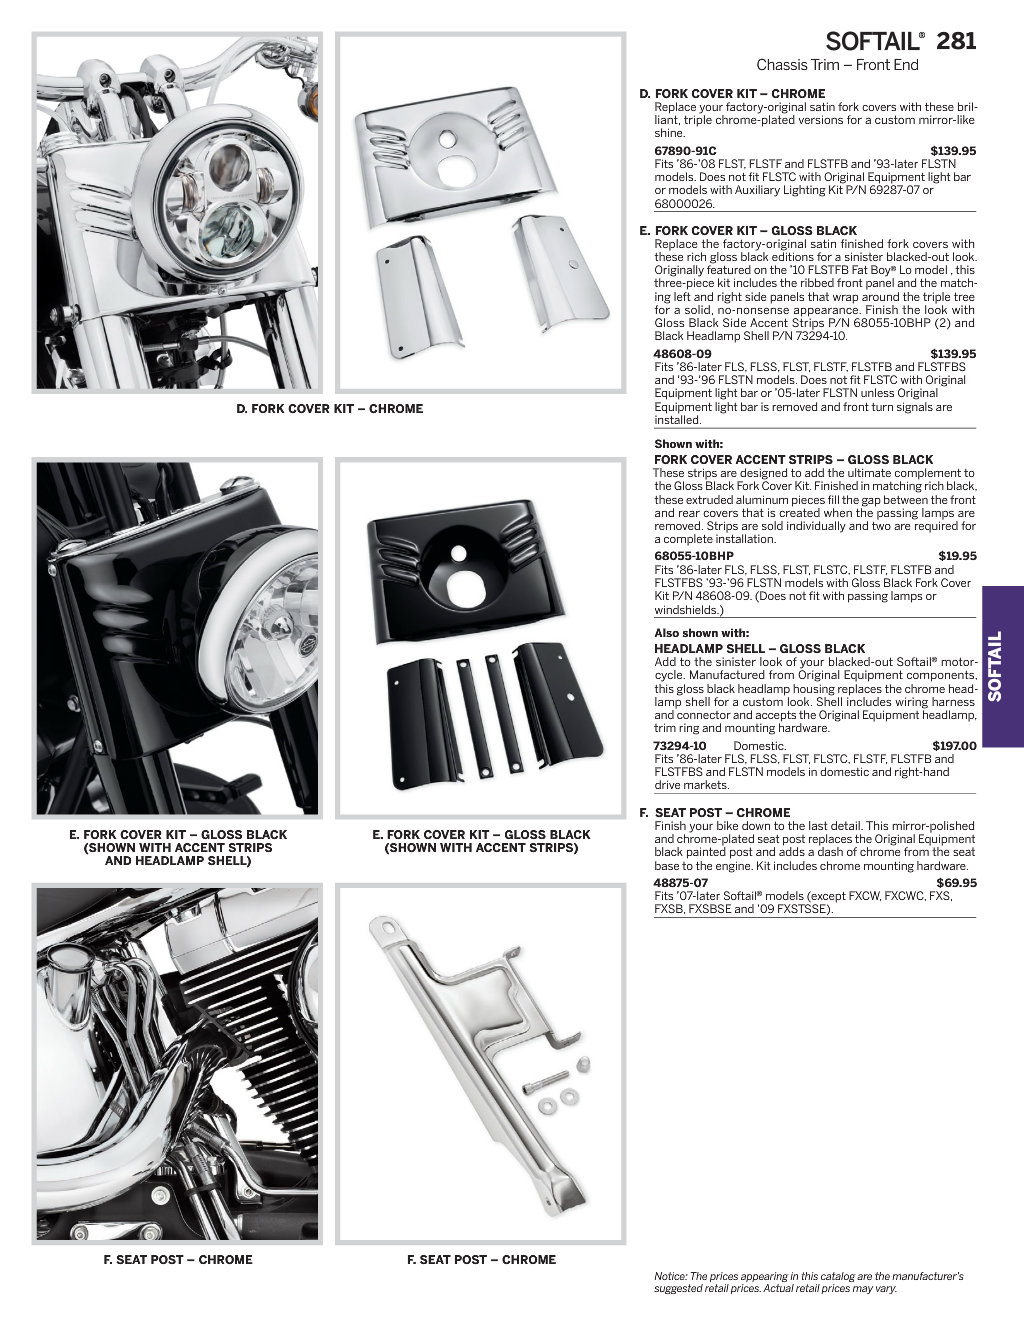 SOFTAIL® 281
Chassis Trim – Front End
D. FORK COVER KIT – CHROME
Replace your factory-original satin fork covers with these bril-
liant, triple chrome-plated versions for a custom mirror-like
shine.
67890-91C $139.95
Fits ’86-’08 FLST, FLSTF and FLSTFB and ’93-later FLSTN
models. Does not fit FLSTC with Original Equipment light bar
or models with Auxiliary Lighting Kit P/N 69287-07 or
68000026.
E. FORK COVER KIT – GLOSS BLACK
Replace the factory-original satin finished fork covers with
these rich gloss black editions for a sinister blacked-out look.
Originally featured on the ’10 FLSTFB Fat Boy® Lo model , this
three-piece kit includes the ribbed front panel and the match-
ing left and right side panels that wrap around the triple tree
for a solid, no-nonsense appearance. Finish the look with
Gloss Black Side Accent Strips P/N 68055-10BHP (2) and
Black Headlamp Shell P/N 73294-10.
48608-09 $139.95
Fits ’86-later FLS, FLSS, FLST, FLSTF, FLSTFB and FLSTFBS
and ‘93-‘96 FLSTN models. Does not fit FLSTC with Original
Equipment light bar or ’05-later FLSTN unless Original
Equipment light bar is removed and front turn signals are
installed.
Shown with:
FORK COVER ACCENT STRIPS – GLOSS BLACK
These strips are designed to add the ultimate complement to
the Gloss Black Fork Cover Kit. Finished in matching rich black,
these extruded aluminum pieces fill the gap between the front
and rear covers that is created when the passing lamps are
removed. Strips are sold individually and two are required for
a complete installation.
68055-10BHP $19.95
Fits ’86-later FLS, FLSS, FLST, FLSTC, FLSTF, FLSTFB and
FLSTFBS ’93-’96 FLSTN models with Gloss Black Fork Cover
Kit P/N 48608-09. (Does not fit with passing lamps or
windshields.)
Also shown with:
HEADLAMP SHELL – GLOSS BLACK
Add to the sinister look of your blacked-out Softail® motor-
cycle. Manufactured from Original Equipment components,
this gloss black headlamp housing replaces the chrome head-
lamp shell for a custom look. Shell includes wiring harness
and connector and accepts the Original Equipment headlamp,
trim ring and mounting hardware.
73294-10 Domestic. $197.00
Fits ’86-later FLS, FLSS, FLST, FLSTC, FLSTF, FLSTFB and
FLSTFBS and FLSTN models in domestic and right-hand
drive markets.
F. SEAT POST – CHROME
Finish your bike down to the last detail. This mirror-polished
and chrome-plated seat post replaces the Original Equipment
black painted post and adds a dash of chrome from the seat
base to the engine. Kit includes chrome mounting hardware.
48875-07 $69.95
Fits ’07-later Softail® models (except FXCW, FXCWC, FXS,
FXSB, FXSBSE and ’09 FXSTSSE).
D. FORK COVER KIT – CHROME
E. FORK COVER KIT – GLOSS BLACK
(SHOWN WITH ACCENT STRIPS
AND HEADLAMP SHELL)
E. FORK COVER KIT – GLOSS BLACK
(SHOWN WITH ACCENT STRIPS)
F. SEAT POST – CHROME
F. SEAT POST – CHROME
SOFTAIL
Notice: The prices appearing in this catalog are the manufacturer’s
suggested retail prices. Actual retail prices may vary.